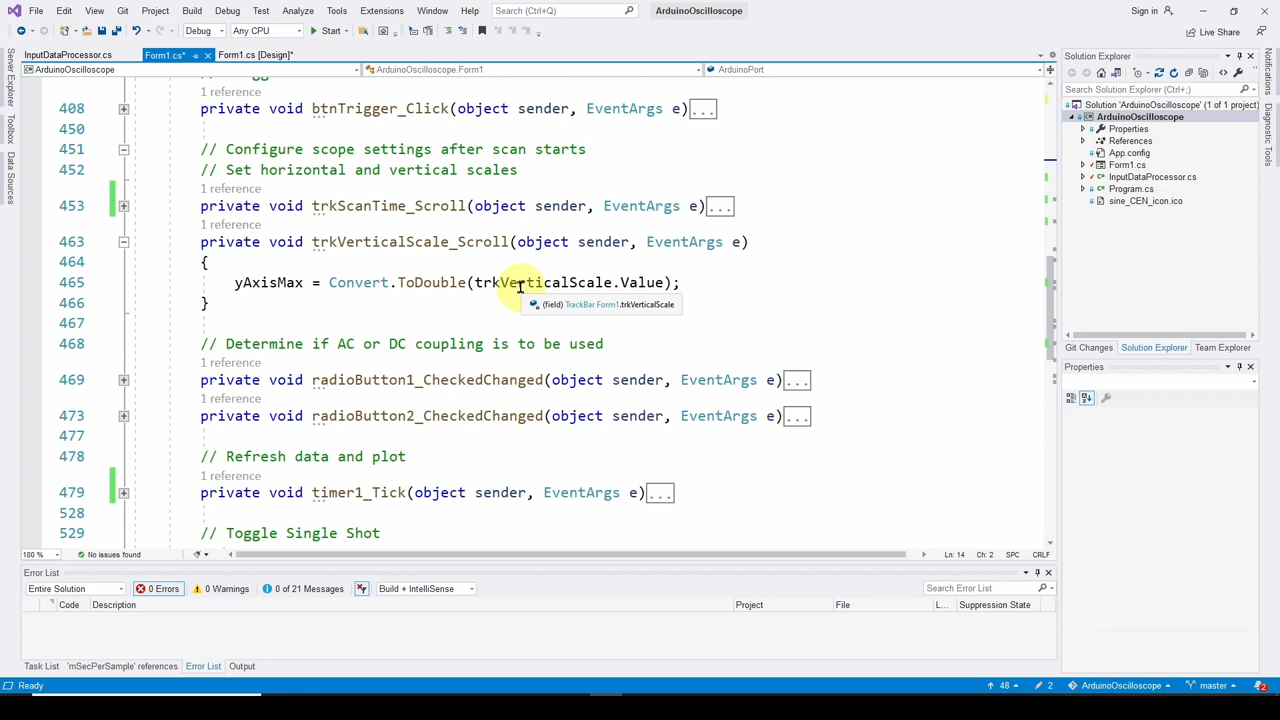 File Edit View Git Project Build Debug Test Analyze Tools Extensions Window Help Search (Ctrl+Q) ArduinoOscilloscope Sign in
Debug Any CPU Start Live Share
InputDataProcessor.cs Form1.cs* Form1.cs [Design]*
ArduinoOscilloscope ArduinoOscilloscope.Form1 ArduinoPort
Server Explorer
Toolbox
Data Sources
1 reference
408 private void btnTrigger_Click(object sender, EventArgs e)...
450
451 // Configure scope settings after scan starts
452 // Set horizontal and vertical scales
1 reference
453 private void trkScanTime_Scroll(object sender, EventArgs e)...
1 reference
463 private void trkVerticalScale_Scroll(object sender, EventArgs e)
464 {
465 yAxisMax = Convert.ToDouble(trkVerticalScale.Value);
(field) TrackBar Form1.trkVerticalScale
466 }
467
468 // Determine if AC or DC coupling is to be used
1 reference
469 private void radioButton1_CheckedChanged(object sender, EventArgs e)...
1 reference
473 private void radioButton2_CheckedChanged(object sender, EventArgs e)...
477
478 // Refresh data and plot
1 reference
479 private void timer1_Tick(object sender, EventArgs e)...
528
529 // Toggle Single Shot
180 % No issues found Ln: 14 Ch: 2 SPC CRLF
Error List
Entire Solution 0 Errors 0 Warnings 0 of 21 Messages Build + IntelliSense Search Error List
Code Description Project File L... Suppression State
Task List 'mSecPerSample' references Error List Output
Solution Explorer
Search Solution Explorer (Ctrl+;)
Solution 'ArduinoOscilloscope' (1 of 1 project)
ArduinoOscilloscope
Properties
References
App.config
Form1.cs
InputDataProcessor.cs
Program.cs
sine_CEN_icon.ico
Git Changes Solution Explorer Team Explorer
Properties
Notifications
Diagnostic Tools
Ready 48 2 ArduinoOscilloscope master 2